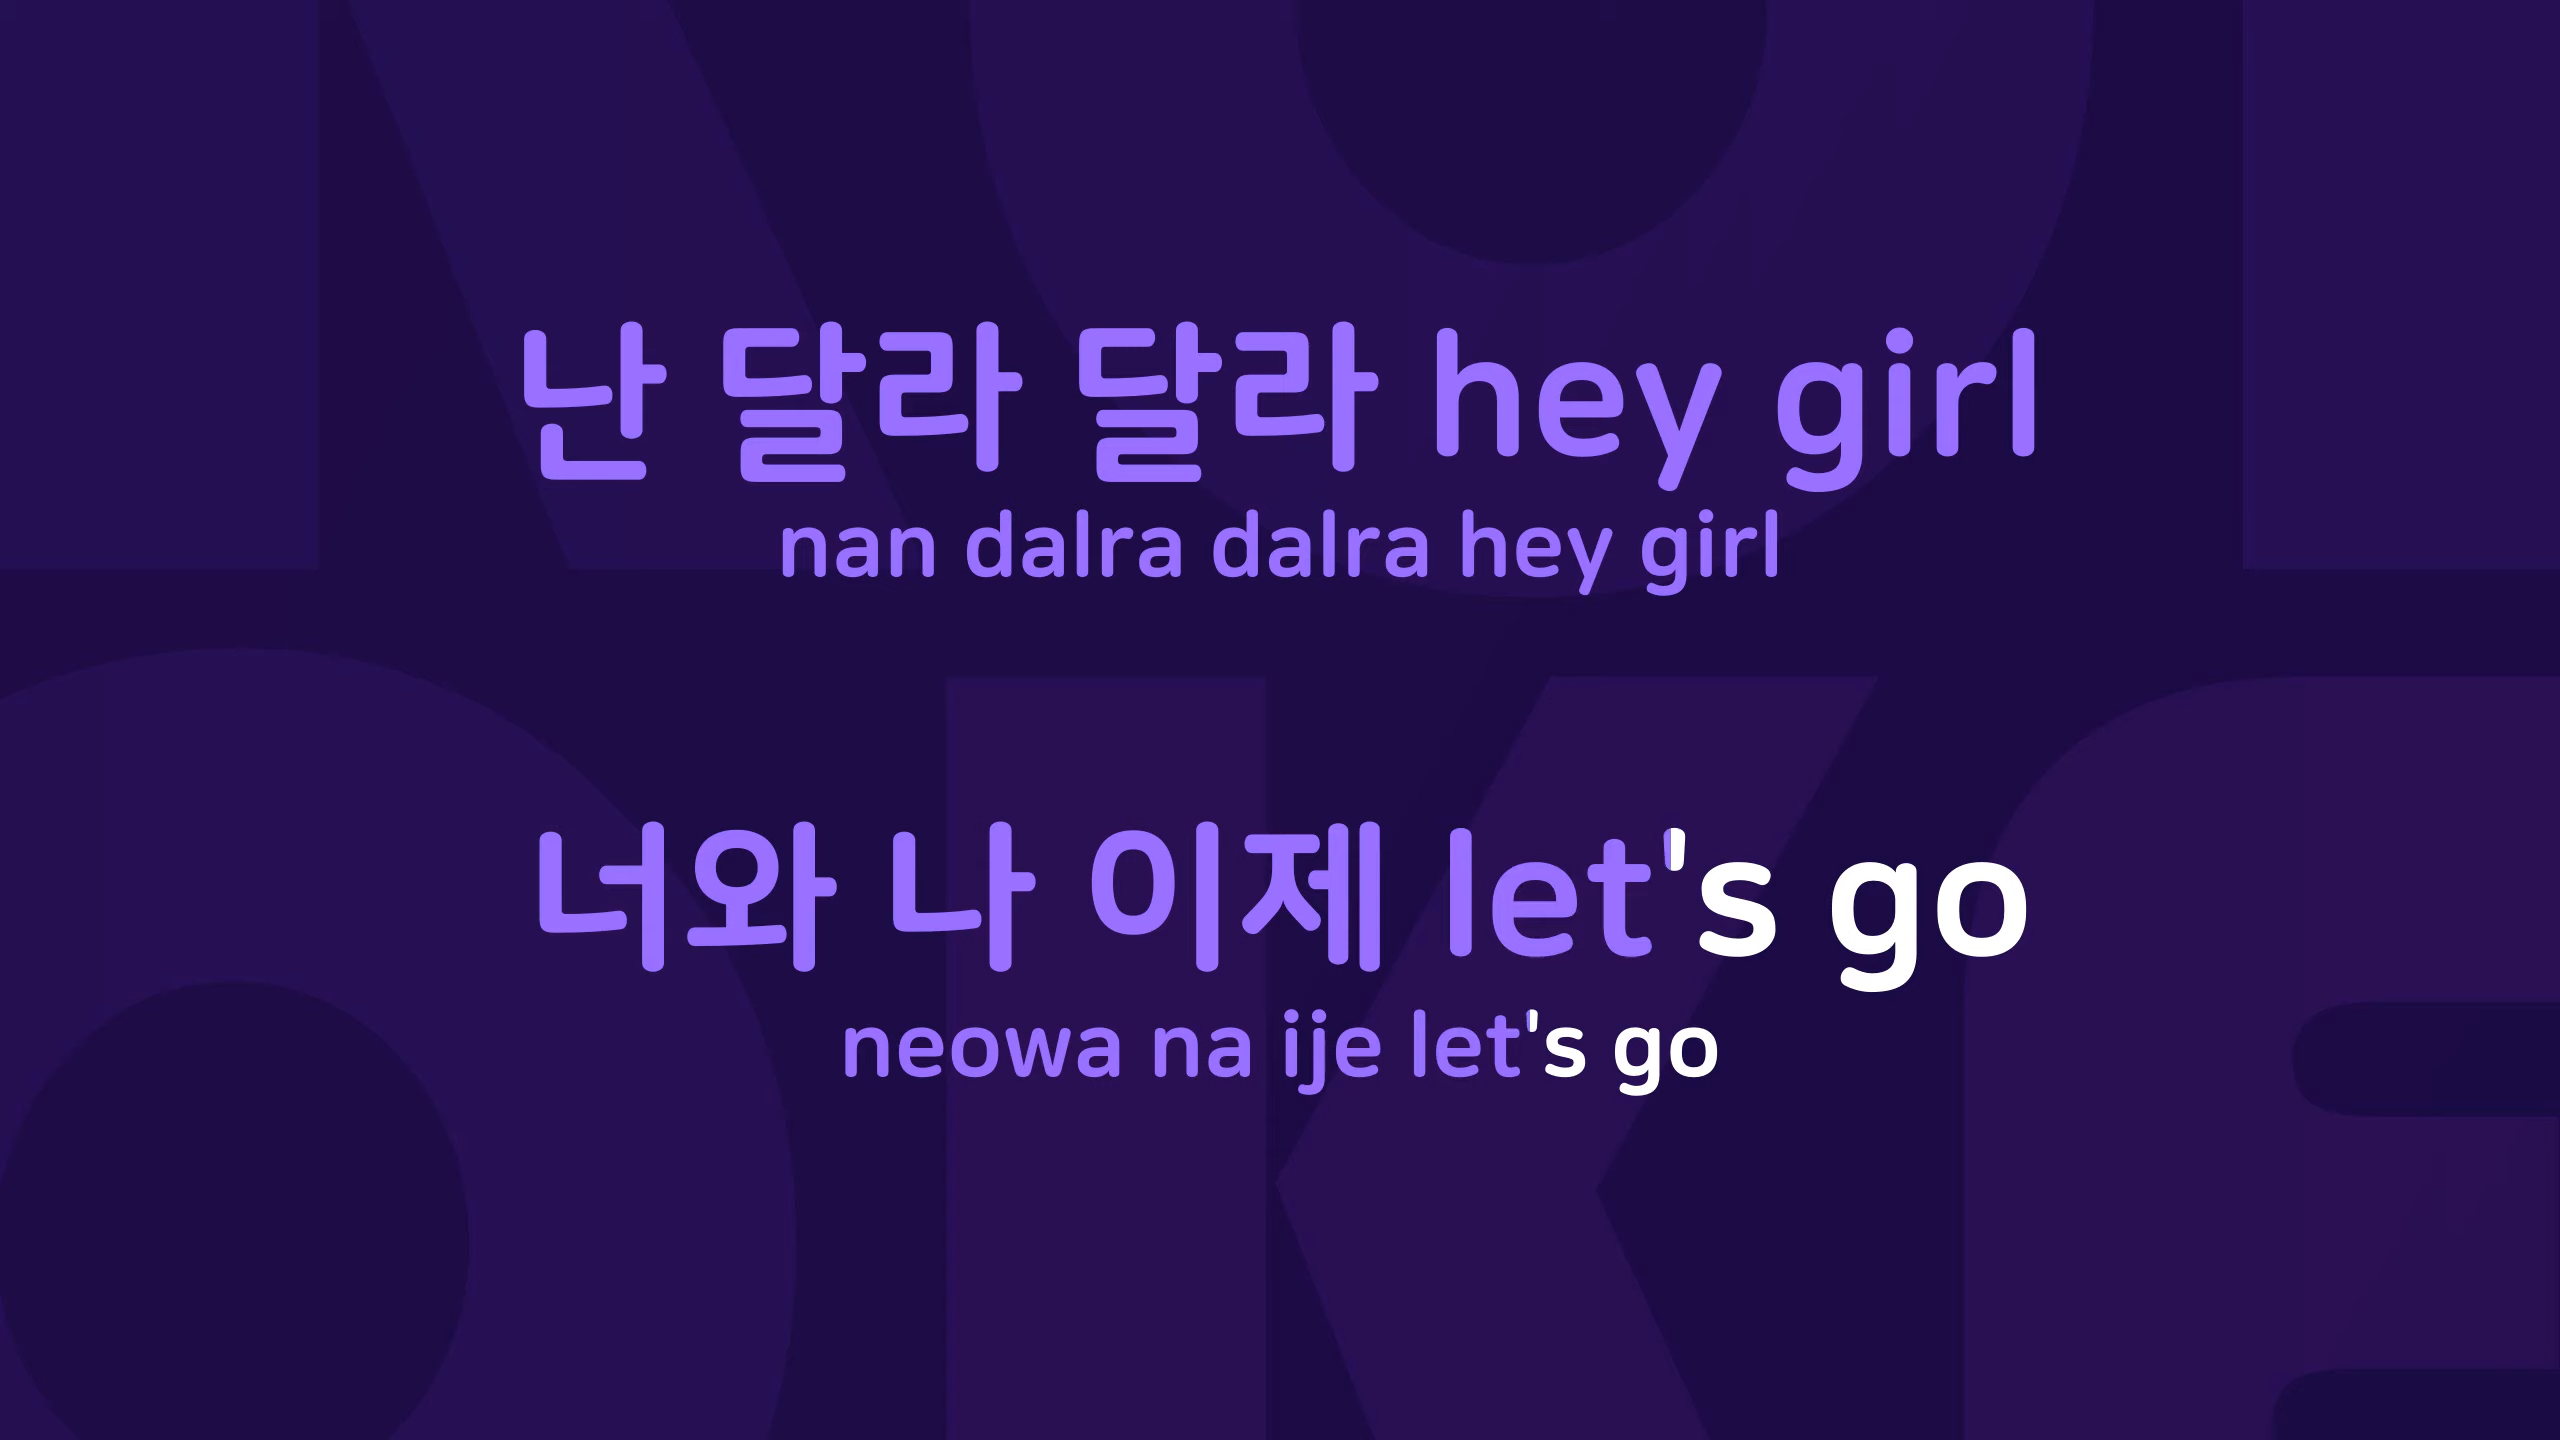 난 달라 달라 hey girl
nan dalra dalra hey girl
너와 나 이제 let's go
neowa na ije let's go